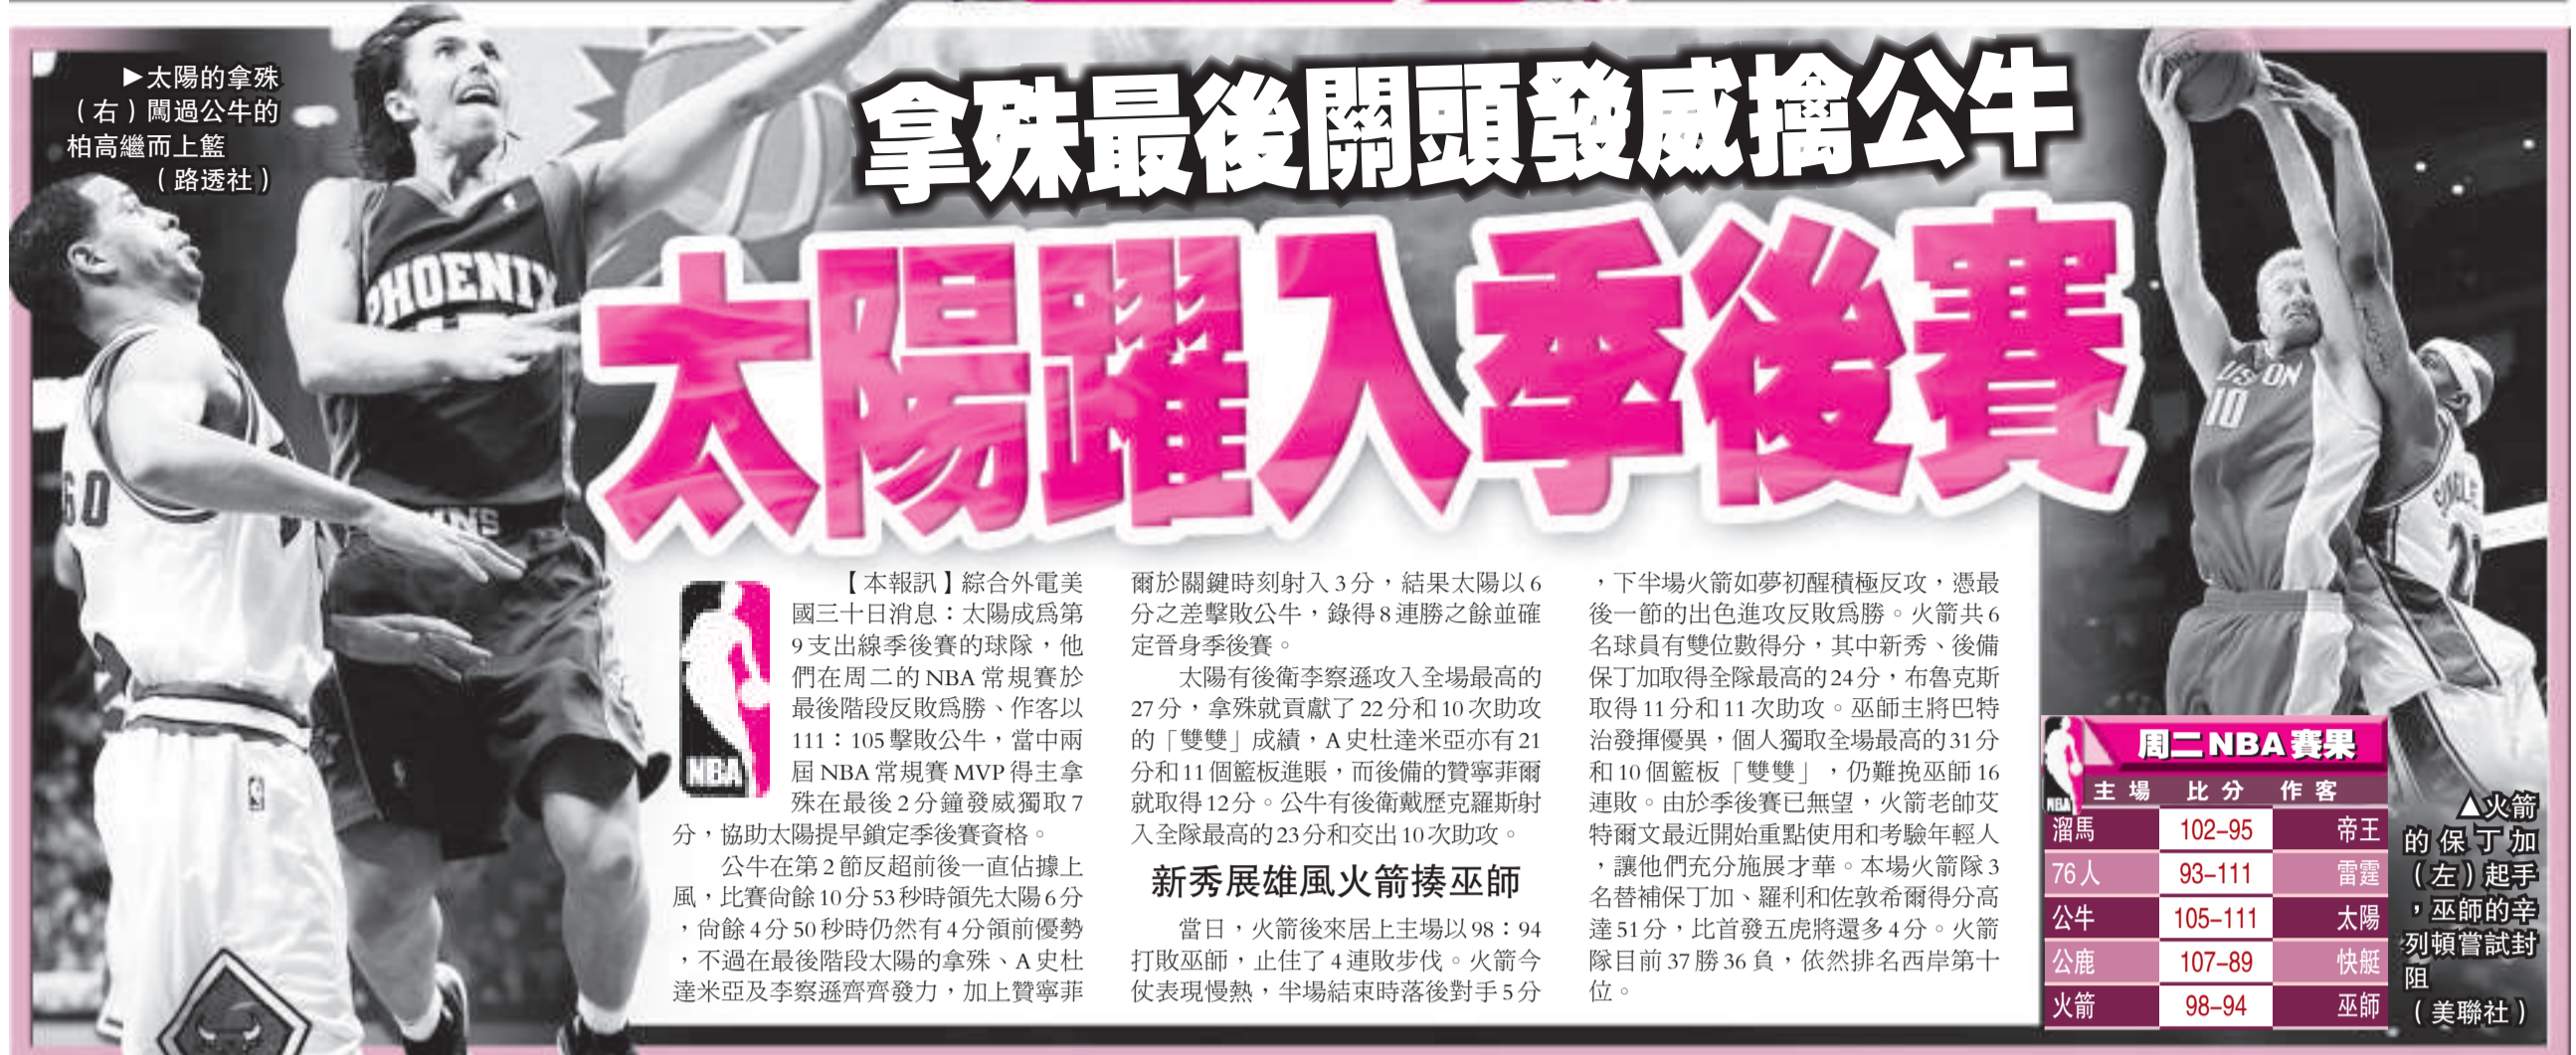 ▶太陽的拿殊
（右）闖過公牛的
柏高繼而上籃
（路透社）
拿殊最後關頭發威擒公牛
太陽躍入季後賽
【本報訊】綜合外電美
國三十日消息：太陽成爲第
9支出線季後賽的球隊，他
們在周二的NBA常規賽於
最後階段反敗爲勝、作客以
111：105擊敗公牛，當中兩
屆NBA常規賽MVP得主拿
殊在最後2分鐘發威獨取7
分，協助太陽提早鎖定季後賽資格。
公牛在第2節反超前後一直佔據上
風，比賽尙餘10分53秒時領先太陽6分
，尙餘4分50秒時仍然有4分領前優勢
，不過在最後階段太陽的拿殊、A史杜
達米亞及李察遜齊齊發力，加上贊寧菲
爾於關鍵時刻射入3分，結果太陽以6
分之差擊敗公牛，錄得8連勝之餘並確
定晉身季後賽。
太陽有後衛李察遜攻入全場最高的
27分，拿殊就貢獻了22分和10次助攻
的「雙雙」成績，A史杜達米亞亦有21
分和11個籃板進賬，而後備的贊寧菲爾
就取得12分。公牛有後衛戴歷克羅斯射
入全隊最高的23分和交出10次助攻。
新秀展雄風火箭揍巫師
當日，火箭後來居上主場以98：94
打敗巫師，止住了4連敗步伐。火箭今
仗表現慢熱，半場結束時落後對手5分
，下半場火箭如夢初醒積極反攻，憑最
後一節的出色進攻反敗爲勝。火箭共6
名球員有雙位數得分，其中新秀、後備
保丁加取得全隊最高的24分，布魯克斯
取得11分和11次助攻。巫師主將巴特
治發揮優異，個人獨取全場最高的31分
和10個籃板「雙雙」，仍難挽巫師16
連敗。由於季後賽已無望，火箭老帥艾
特爾文最近開始重點使用和考驗年輕人
，讓他們充分施展才華。本場火箭隊3
名替補保丁加、羅利和佐敦希爾得分高
達51分，比首發五虎將還多4分。火箭
隊目前37勝36負，依然排名西岸第十
位。
周二NBA賽果
主場 比分 作客
溜馬 102–95 帝王
76人 93–111 雷霆
公牛 105–111 太陽
公鹿 107–89 快艇
火箭 98–94 巫師
▲火箭
的保丁加
（左）起手
，巫師的辛
列頓嘗試封
阻
（美聯社）
PHOENIX
NBA
NBA
60
10